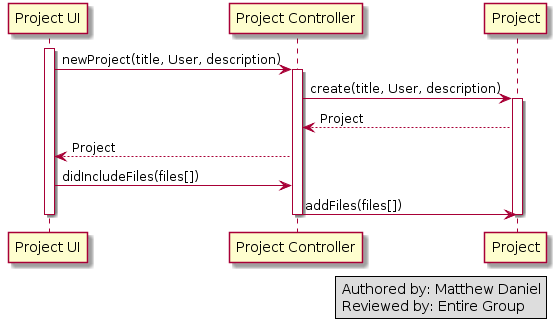 Project UI
Project Controller
Project
newProject(title, User, description)
create(title, User, description)
Project
Project
didIncludeFiles(files[])
addFiles(files[])
Project UI
Project Controller
Project
Authored by: Matthew Daniel
Reviewed by: Entire Group